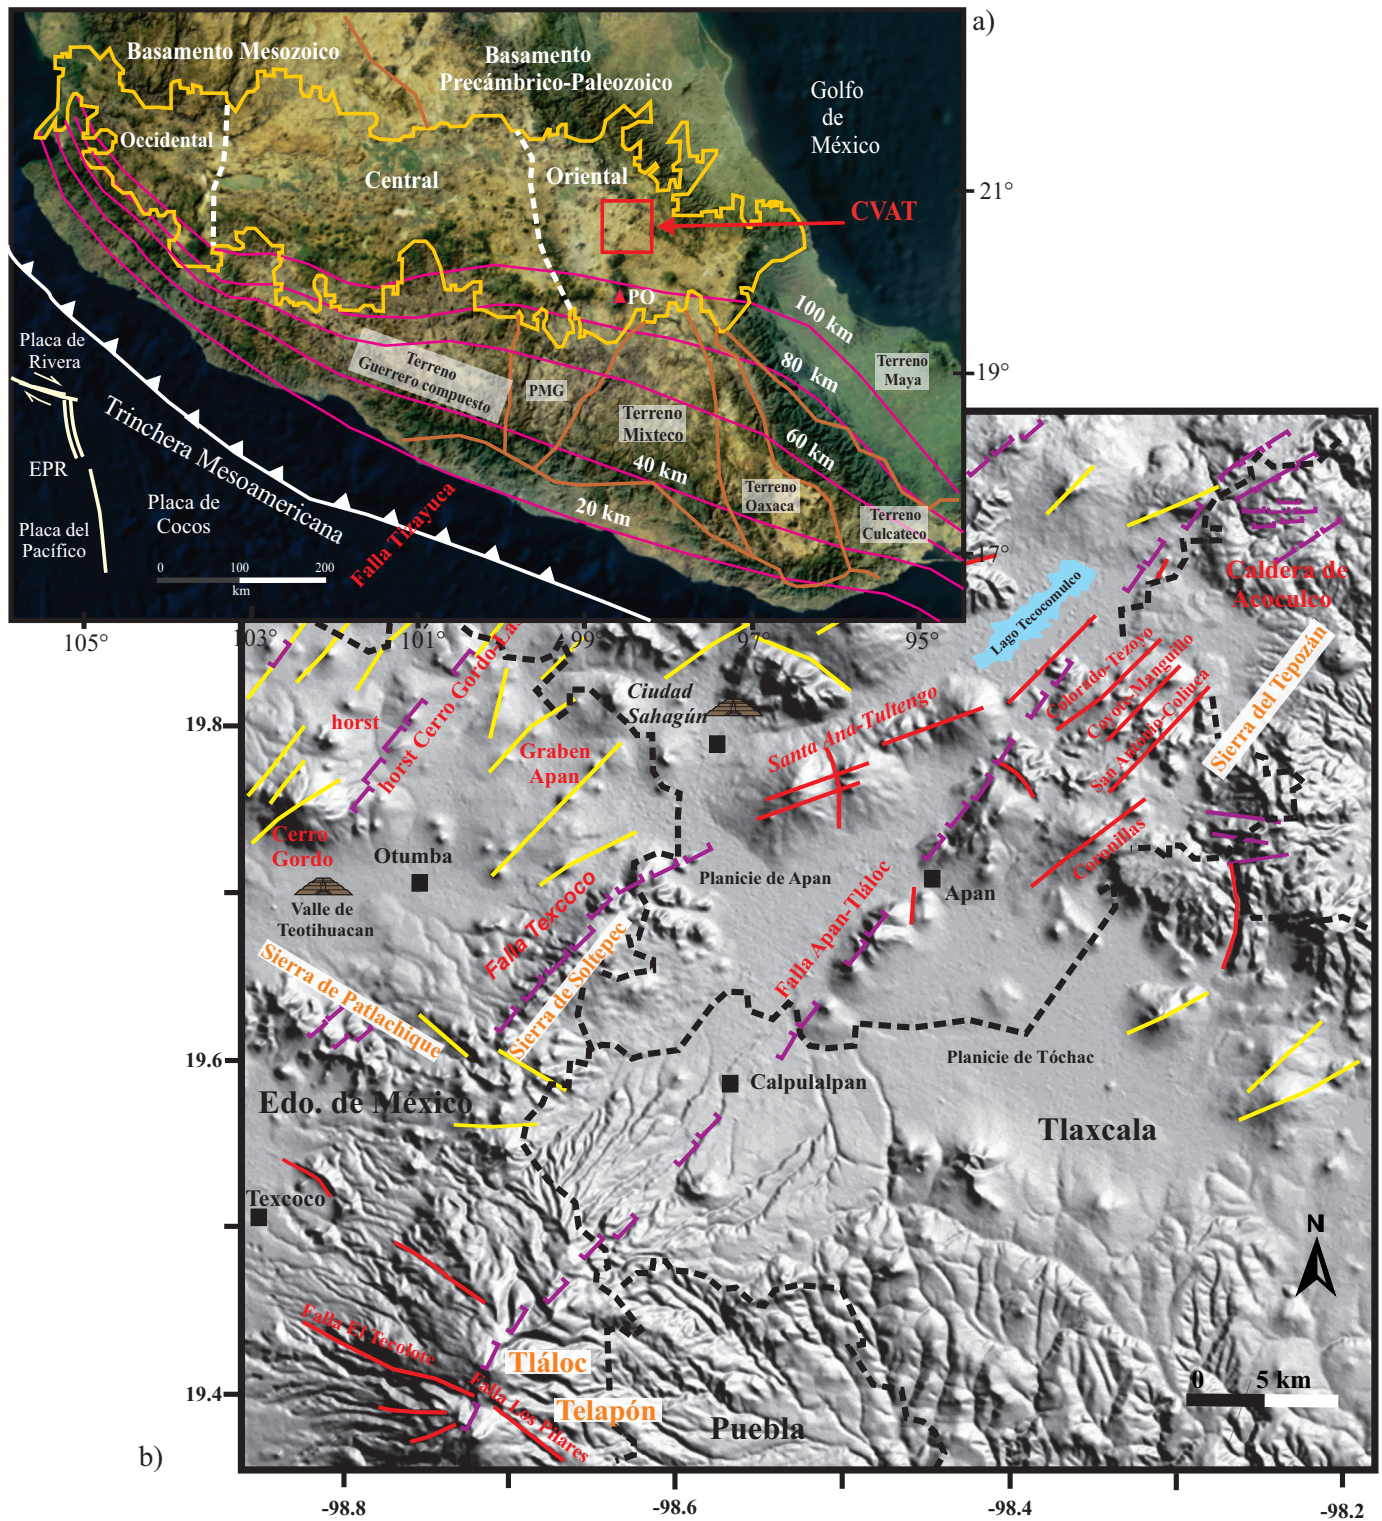 a)
Basamento Mesozoico
Basamento
Precámbrico-Paleozoico
Golfo
de
México
Occidental
Central
Oriental
CVAT
21°
PO
100 km
80 km
60 km
40 km
20 km
Placa de
Rivera
Terreno
Guerrero compuesto
PMG
Terreno
Mixteco
Terreno
Maya
19°
Trinchera Mesoamericana
EPR
Placa de
Cocos
Placa del
Pacífico
Terreno
Oaxaca
Terreno
Culcateco
17°
0 100 200
km
105°
103°
101°
99°
97°
95°
Falla Tizayuca
Lago Tecocomulco
Caldera de
Acoculco
horst
horst Cerro Gordo-La
Ciudad
Sahagún
Graben
Apan
Santa Ana-Tultengo
Colorado-Tezoyo
Coyote-Manguillo
San Antonio-Coliuca
Sierra del Tepozán
19.8
Cerro
Gordo
Otumba
Valle de
Teotihuacan
Planicie de Apan
Coronillas
Apan
Falla Texcoco
Falla Apan-Tláloc
Sierra de Patlachique
Sierra de Soltepec
19.6
Planicie de Tóchac
Calpulalpan
Edo. de México
Tlaxcala
Texcoco
N
Falla El Tecolote
Tláloc
Falla Los Pilares
Telapón
Puebla
0 5 km
19.4
b)
-98.8
-98.6
-98.4
-98.2